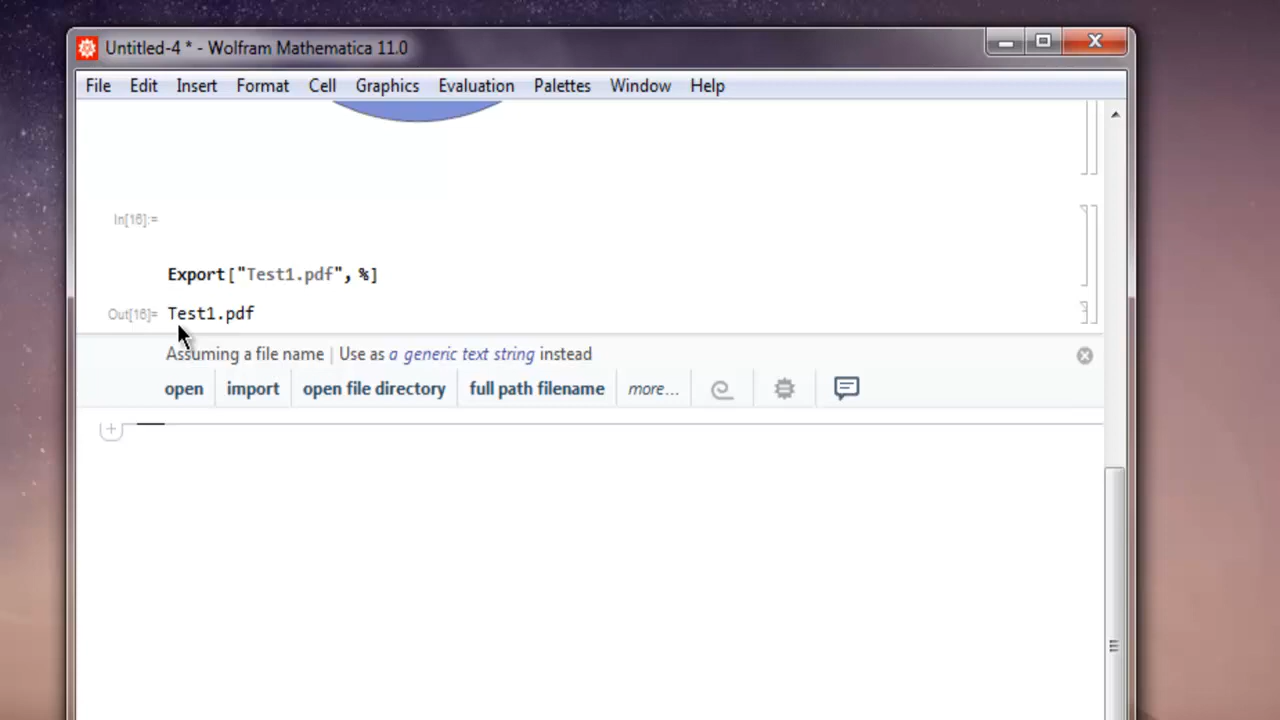 Untitled-4 * - Wolfram Mathematica 11.0
File Edit Insert Format Cell Graphics Evaluation Palettes Window Help
In[16]:=
Export["Test1.pdf", %]
Out[16]= Test1.pdf
Assuming a file name | Use as a generic text string instead
open import open file directory full path filename more...